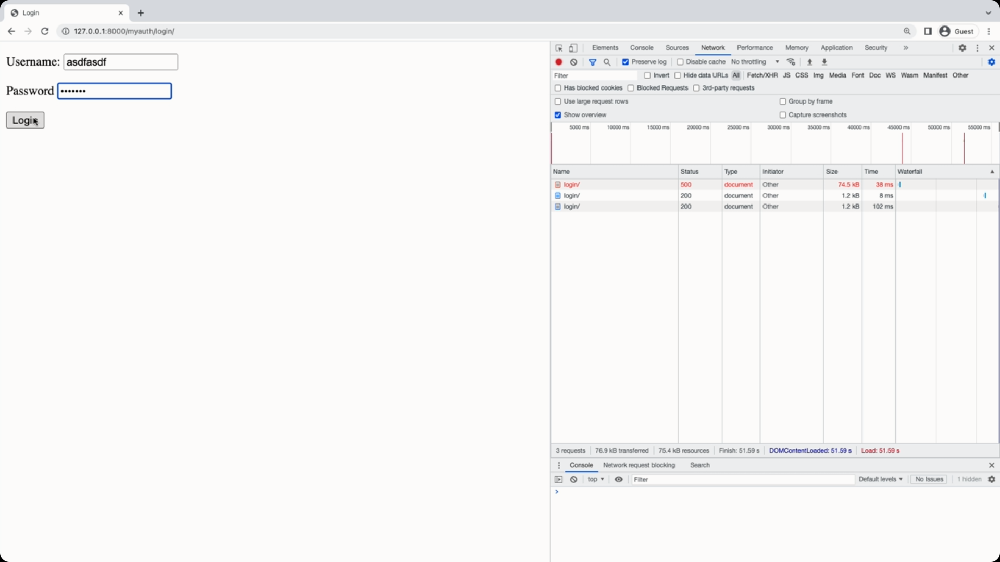 Login
127.0.0.1:8000/myauth/login/
Guest
Username: asdfasdf
Password •••••••
Login
Elements Console Sources Network Performance Memory Application Security »
Preserve log Disable cache No throttling
Filter Invert Hide data URLs All Fetch/XHR JS CSS Img Media Font Doc WS Wasm Manifest Other
Has blocked cookies Blocked Requests 3rd-party requests
Use large request rows Group by frame
Show overview Capture screenshots
5000 ms 10000 ms 15000 ms 20000 ms 25000 ms 30000 ms 35000 ms 40000 ms 45000 ms 50000 ms 55000 ms
Name Status Type Initiator Size Time Waterfall
login/ 500 document Other 74.5 kB 38 ms
login/ 200 document Other 1.2 kB 8 ms
login/ 200 document Other 1.2 kB 102 ms
3 requests 76.9 kB transferred 75.4 kB resources Finish: 51.59 s DOMContentLoaded: 51.59 s Load: 51.59 s
Console Network request blocking Search
top Filter Default levels No Issues 1 hidden